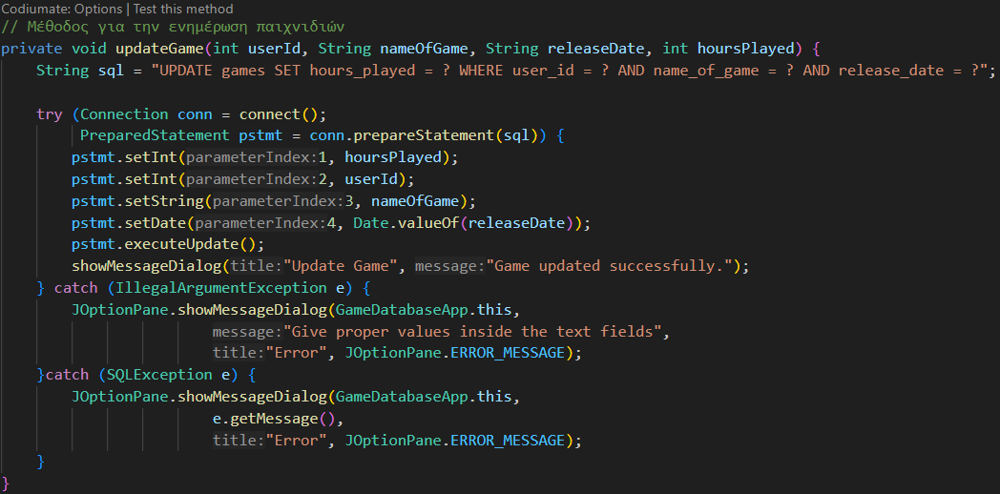 Codiumate: Options | Test this method
// Μέθοδος για την ενημέρωση παιχνιδιών
private void updateGame(int userId, String nameOfGame, String releaseDate, int hoursPlayed) {
String sql = "UPDATE games SET hours_played = ? WHERE user_id = ? AND name_of_game = ? AND release_date = ?";
try (Connection conn = connect();
PreparedStatement pstmt = conn.prepareStatement(sql)) {
pstmt.setInt(parameterIndex:1, hoursPlayed);
pstmt.setInt(parameterIndex:2, userId);
pstmt.setString(parameterIndex:3, nameOfGame);
pstmt.setDate(parameterIndex:4, Date.valueOf(releaseDate));
pstmt.executeUpdate();
showMessageDialog(title:"Update Game", message:"Game updated successfully.");
} catch (IllegalArgumentException e) {
JOptionPane.showMessageDialog(GameDatabaseApp.this,
message:"Give proper values inside the text fields",
title:"Error", JOptionPane.ERROR_MESSAGE);
}catch (SQLException e) {
JOptionPane.showMessageDialog(GameDatabaseApp.this,
e.getMessage(),
title:"Error", JOptionPane.ERROR_MESSAGE);
}
}